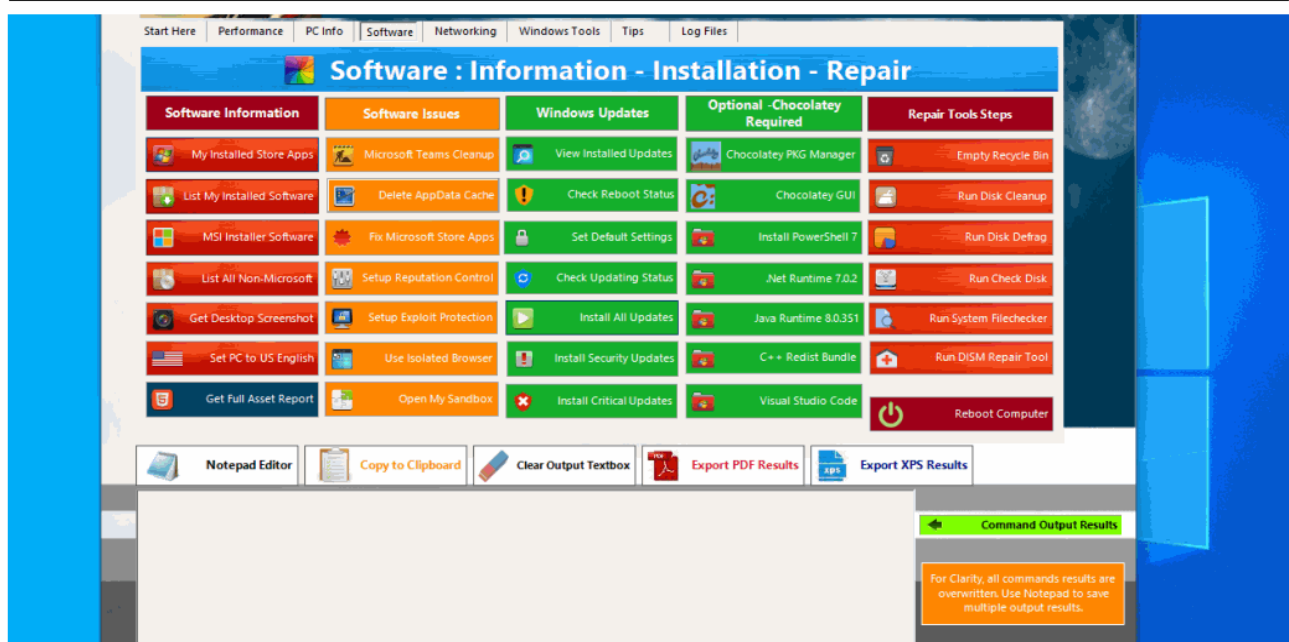 Start Here
Performance
PC Info
Software
Networking
Windows Tools
Tips
Log Files
Software : Information - Installation - Repair
Software Information
My Installed Store Apps
List My Installed Software
MSI Installer Software
List All Non-Microsoft
Get Desktop Screenshot
Set PC to US English
Get Full Asset Report
Software Issues
Microsoft Teams Cleanup
Delete AppData Cache
Fix Microsoft Store Apps
Setup Reputation Control
Setup Exploit Protection
Use Isolated Browser
Open My Sandbox
Windows Updates
View Installed Updates
Check Reboot Status
Set Default Settings
Check Updating Status
Install All Updates
Install Security Updates
Install Critical Updates
Optional -Chocolatey
Required
Chocolatey PKG Manager
Chocolatey GUI
Install PowerShell 7
.Net Runtime 7.0.2
Java Runtime 8.0.351
C++ Redist Bundle
Visual Studio Code
Repair Tools Steps
Empty Recycle Bin
Run Disk Cleanup
Run Disk Defrag
Run Check Disk
Run System Filechecker
Run DISM Repair Tool
Reboot Computer
Notepad Editor
Copy to Clipboard
Clear Output Textbox
PDF
Export PDF Results
xps
Export XPS Results
Command Output Results
For Clarity, all commands results are
overwritten. Use Notepad to save
multiple output results.